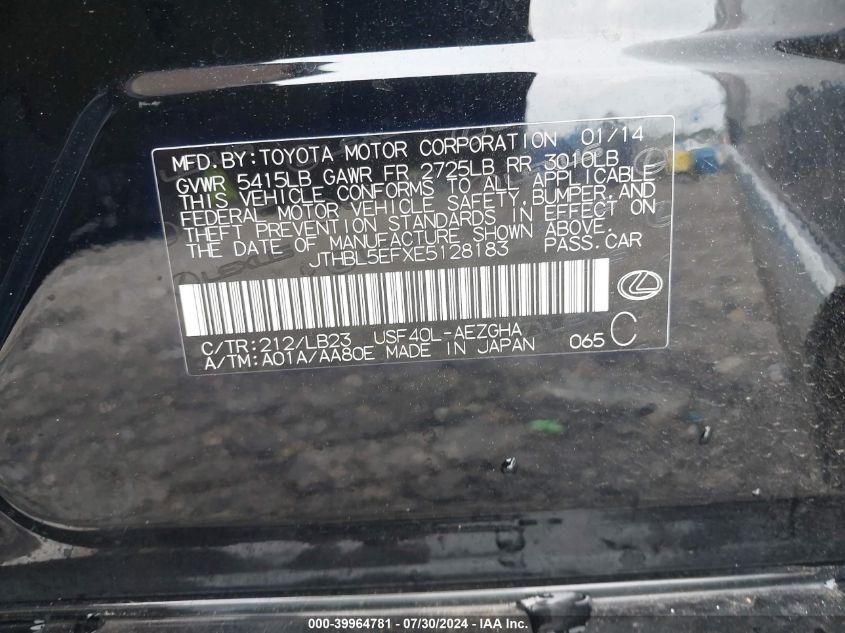 MFD. BY: TOYOTA MOTOR CORPORATION 01/14
GVWR 5415LB GAWR FR 2725LB RR 3010LB
THIS VEHICLE CONFORMS TO ALL APPLICABLE
FEDERAL MOTOR VEHICLE SAFETY, BUMPER, AND
THEFT PREVENTION STANDARDS IN EFFECT ON
THE DATE OF MANUFACTURE SHOWN ABOVE.
JTHBL5EFXE5128183 PASS. CAR
C/TR: 212/LB23 USF40L-AEZGHA
A/TM: A01A/AA80E MADE IN JAPAN 065 C
000-39964781 / 07/30/2024 - IAA Inc.